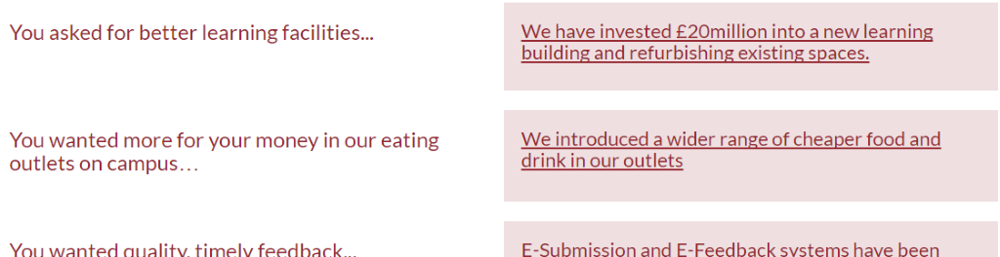 You asked for better learning facilities...
We have invested £20million into a new learning
building and refurbishing existing spaces.
You wanted more for your money in our eating
outlets on campus…
We introduced a wider range of cheaper food and
drink in our outlets
You wanted quality, timely feedback...
E-Submission and E-Feedback systems have been